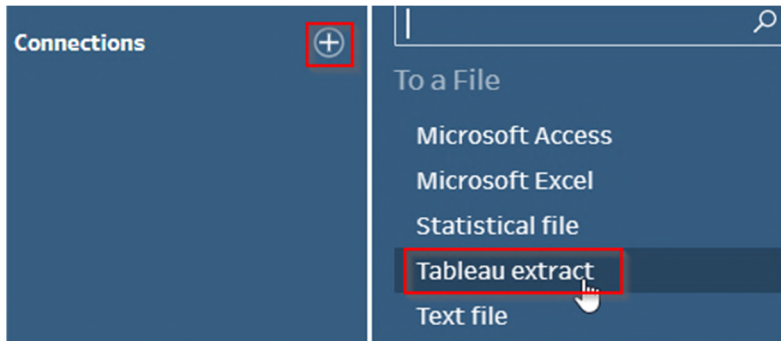 Connections
To a File
Microsoft Access
Microsoft Excel
Statistical file
Tableau extract
Text file